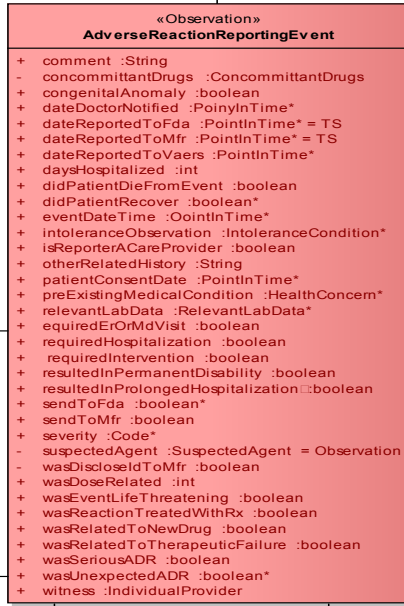 «Observation»
AdverseReactionReportingEvent
+ comment :String
- concommittantDrugs :ConcommittantDrugs
+ congenitalAnomaly :boolean
+ dateDoctorNotified :PoinyInTime*
+ dateReportedToFda :PointInTime* = TS
+ dateReportedToMfr :PointInTime* = TS
+ dateReportedToVaers :PointInTime*
+ daysHospitalized :int
+ didPatientDieFromEvent :boolean
+ didPatientRecover :boolean*
+ eventDateTime :OointInTime*
+ intoleranceObservation :IntoleranceCondition*
+ isReporterACareProvider :boolean
+ otherRelatedHistory :String
+ patientConsentDate :PointInTime*
+ preExistingMedicalCondition :HealthConcern*
+ relevantLabData :RelevantLabData*
+ equiredErOrMdVisit :boolean
+ requiredHospitalization :boolean
+ requiredIntervention :boolean
+ resultedInPermanentDisability :boolean
+ resultedInProlongedHospitalization□:boolean
+ sendToFda :boolean*
+ sendToMfr :boolean
+ severity :Code*
- suspectedAgent :SuspectedAgent = Observation
- wasDiscloseIdToMfr :boolean
+ wasDoseRelated :int
+ wasEventLifeThreatening :boolean
+ wasReactionTreatedWithRx :boolean
+ wasRelatedToNewDrug :boolean
+ wasRelatedToTherapeuticFailure :boolean
+ wasSeriousADR :boolean
+ wasUnexpectedADR :boolean*
+ witness :IndividualProvider